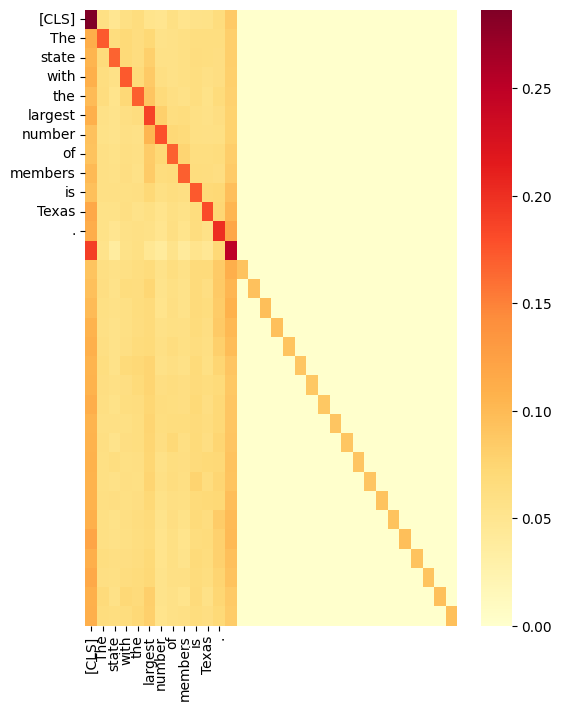 [CLS]
The
state
with
the
largest
number
of
members
is
Texas
.
0.25
0.20
0.15
0.10
0.05
0.00
[CLS]
The
state
with
the
largest
number
of
members
is
Texas
.